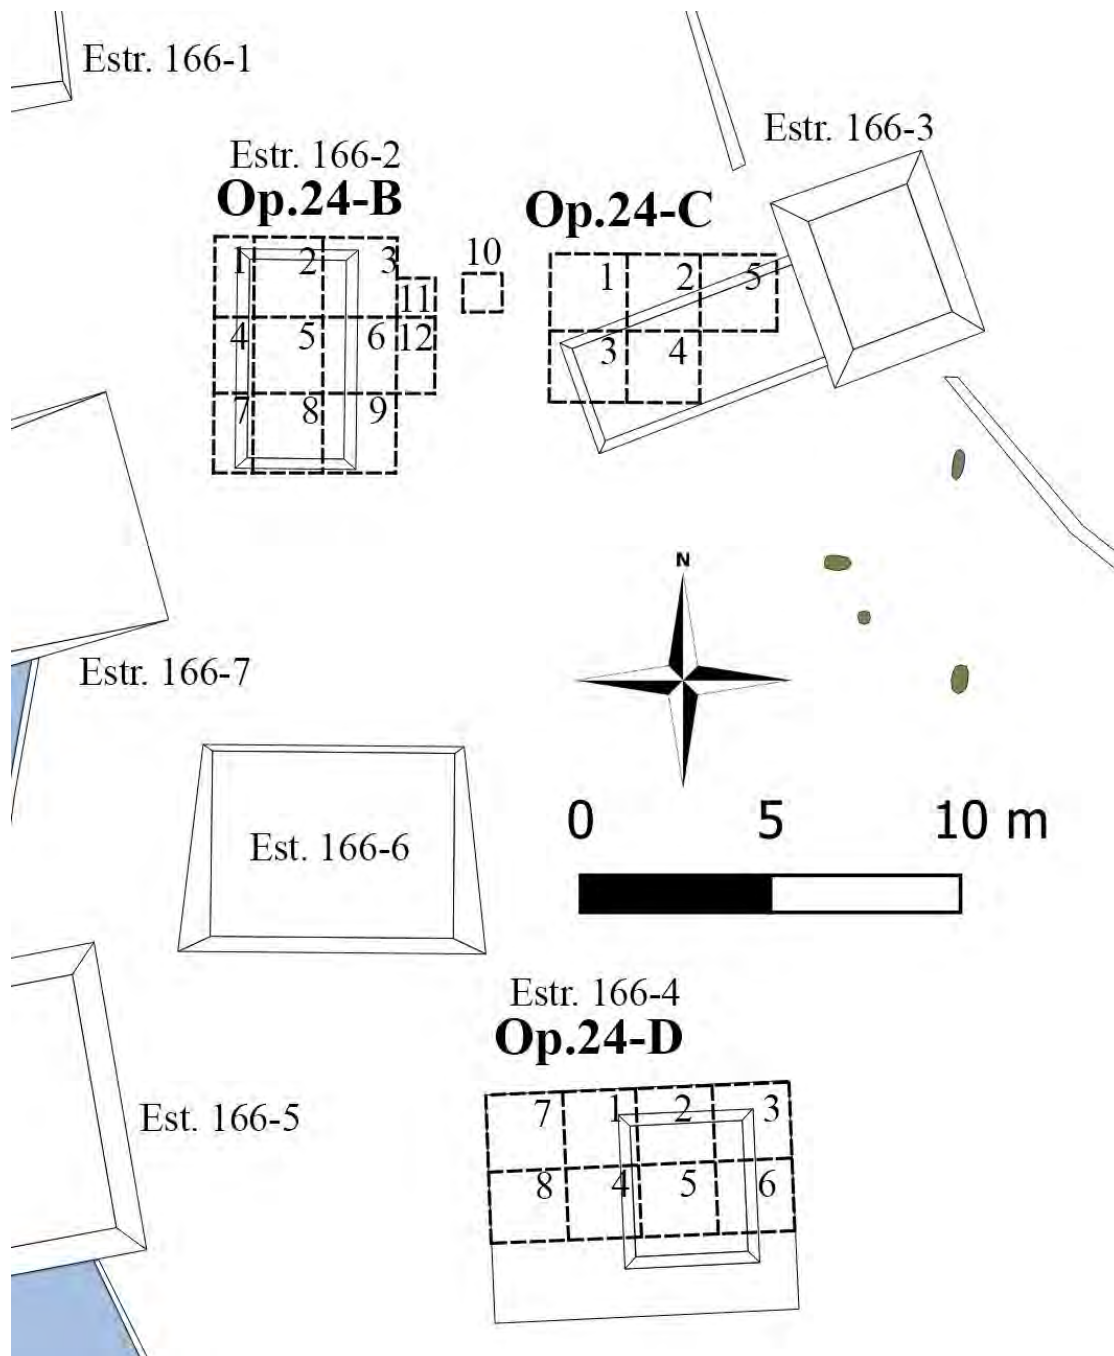 Estr. 166-1
Estr. 166-2
Op.24-B
1 2 3
10
11
4 5 6 12
7 8 9
Estr. 166-3
Op.24-C
1 2 5
3 4
Estr. 166-7
N
Est. 166-6
0 5 10 m
Estr. 166-4
Op.24-D
7 1 2 3
8 4 5 6
Est. 166-5